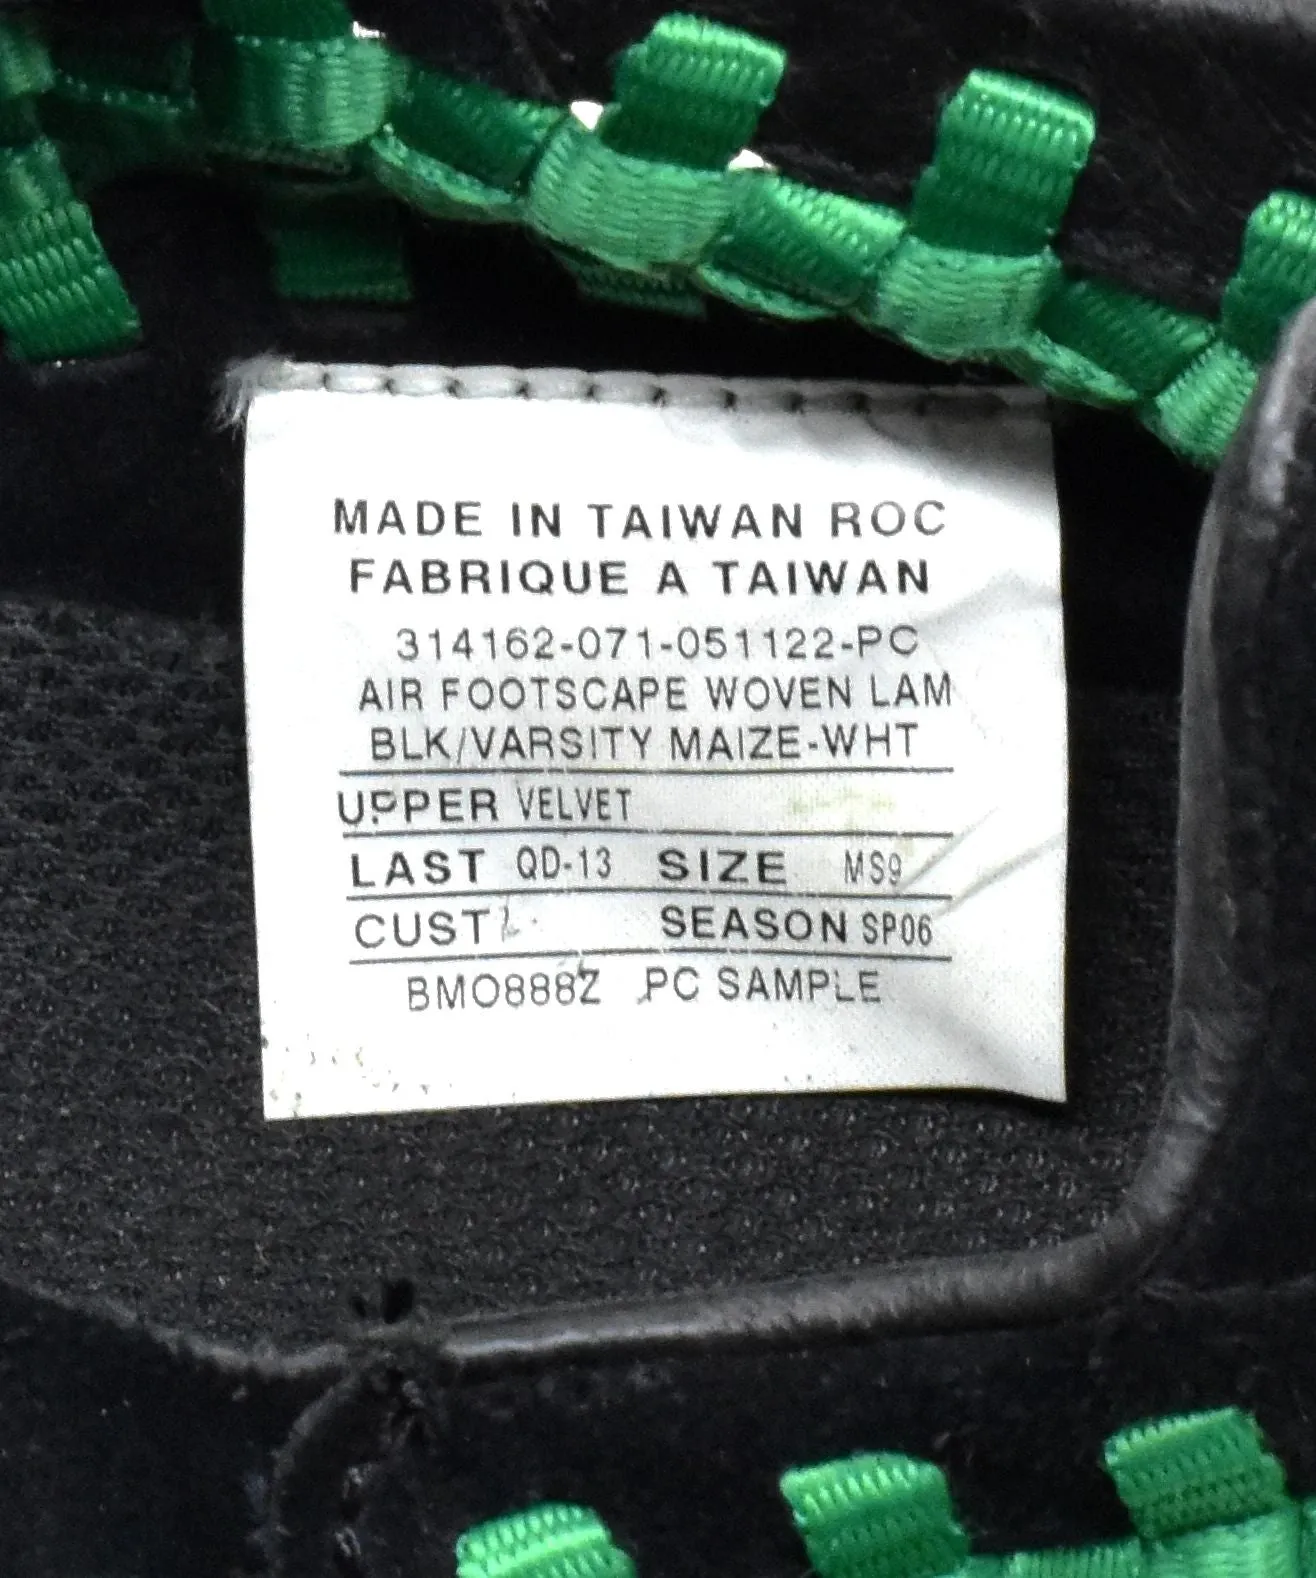 MADE IN TAIWAN ROC
FABRIQUE A TAIWAN
314162-071-051122-PC
AIR FOOTSCAPE WOVEN LAM
BLK/VARSITY MAIZE-WHT
UPPER VELVET
LAST QD-13 SIZE MS9
CUST SEASON SP06
BMO888Z PC SAMPLE